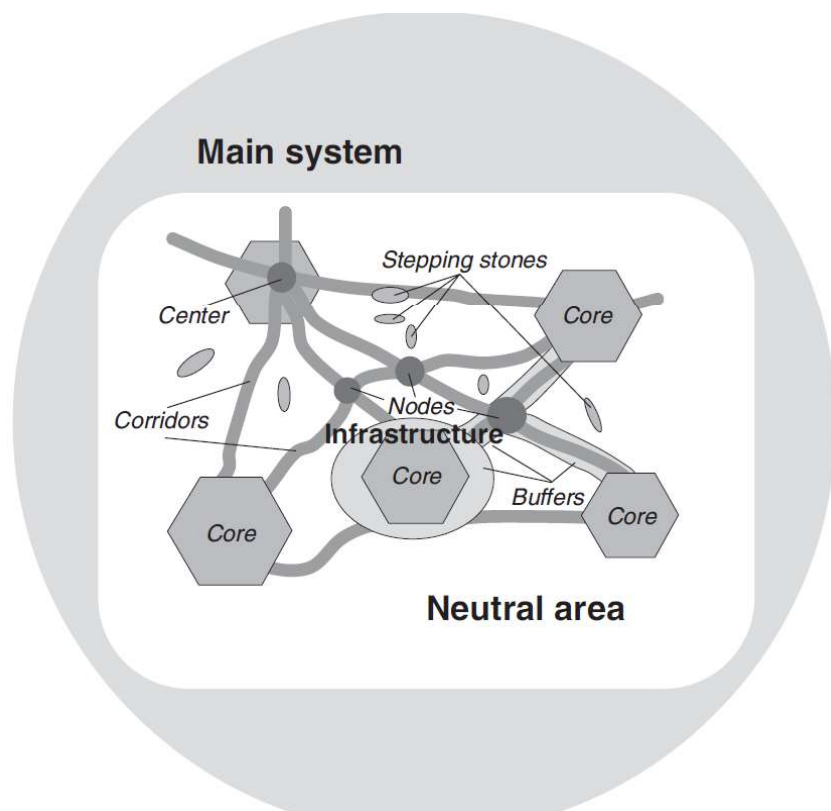 Main system
Stepping stones
Center
Core
Corridors
Nodes
Infrastructure
Core
Buffers
Core
Core
Neutral area